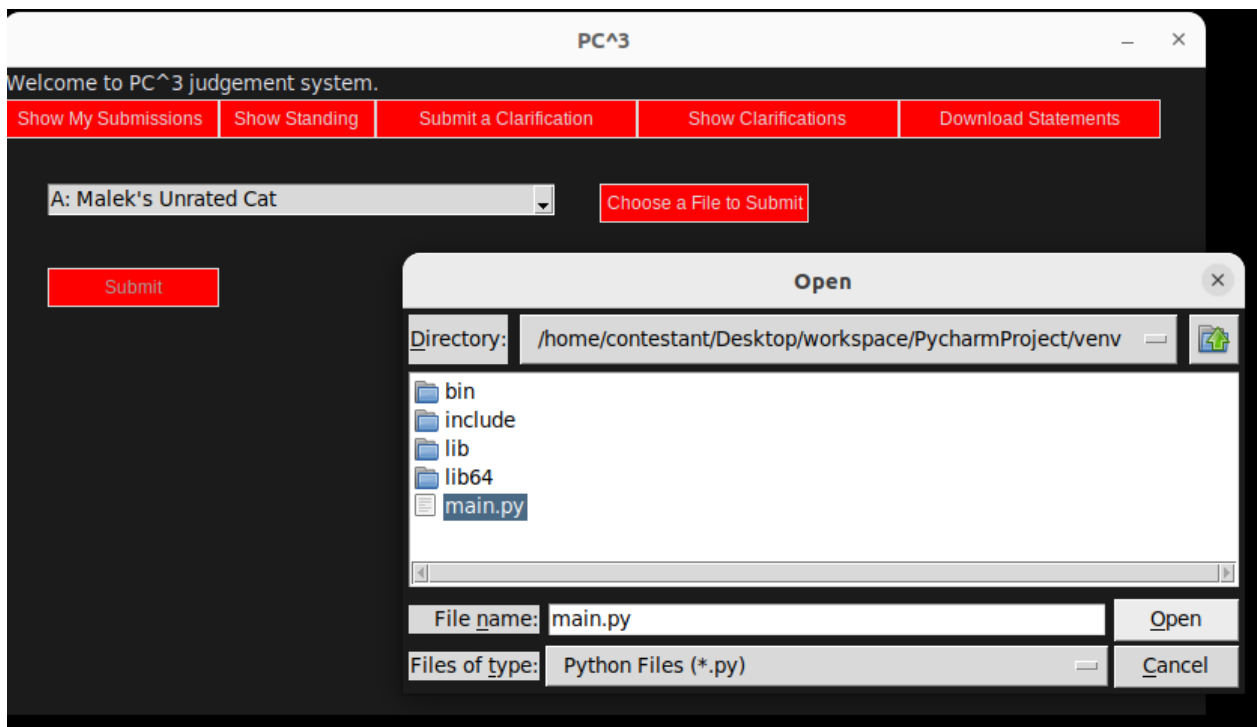 PC^3
Welcome to PC^3 judgement system.
Show My Submissions Show Standing Submit a Clarification Show Clarifications Download Statements
A: Malek's Unrated Cat Choose a File to Submit
Submit
Open
Directory: /home/contestant/Desktop/workspace/PycharmProject/venv
bin
include
lib
lib64
main.py
File name: main.py Open
Files of type: Python Files (*.py) Cancel